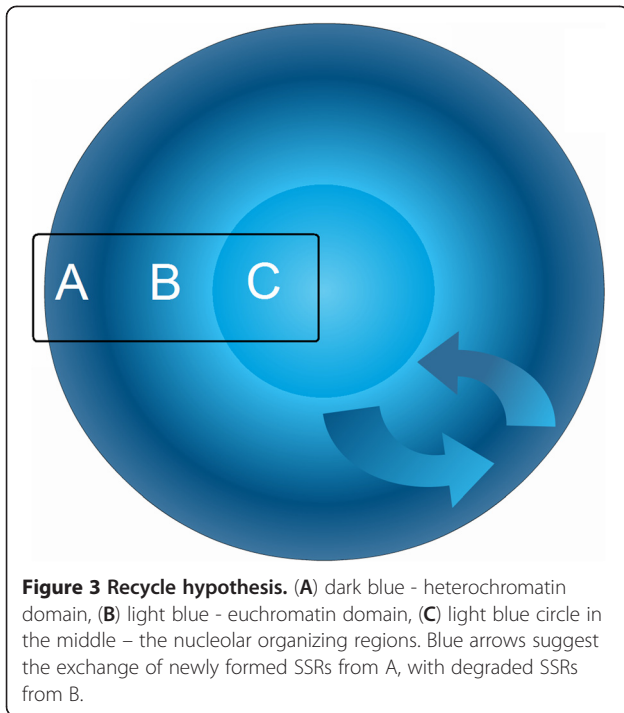 A B C
Figure 3 Recycle hypothesis. (A) dark blue - heterochromatin
domain, (B) light blue - euchromatin domain, (C) light blue circle in
the middle – the nucleolar organizing regions. Blue arrows suggest
the exchange of newly formed SSRs from A, with degraded SSRs
from B.